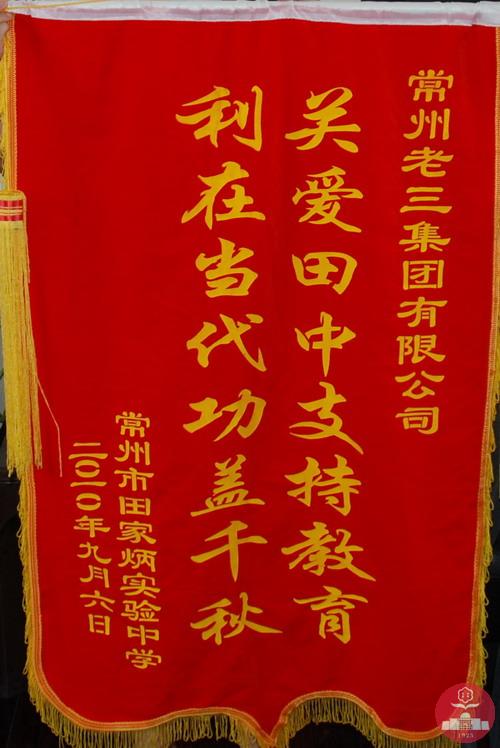 常州老三集团有限公司
关爱田中支持教育
利在当代功盖千秋
常州市田家炳实验中学
二〇一〇年九月六日
1925